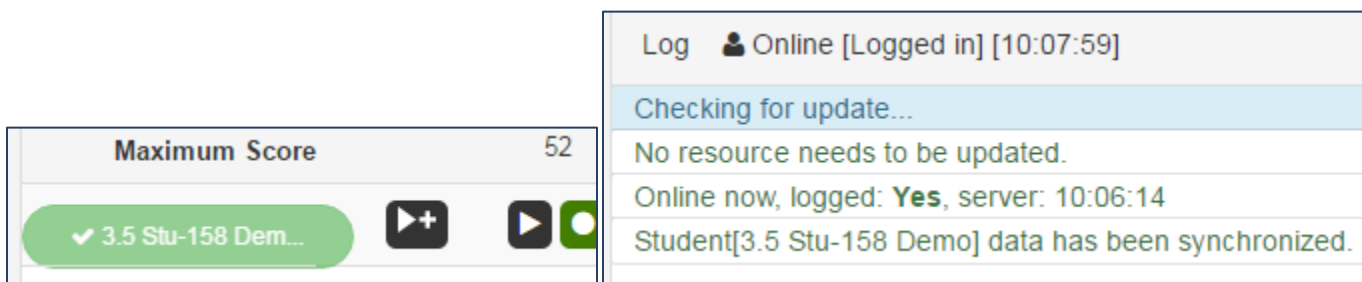 Maximum Score 52
3.5 Stu-158 Dem...
Log Online [Logged in] [10:07:59]
Checking for update...
No resource needs to be updated.
Online now, logged: Yes, server: 10:06:14
Student[3.5 Stu-158 Demo] data has been synchronized.